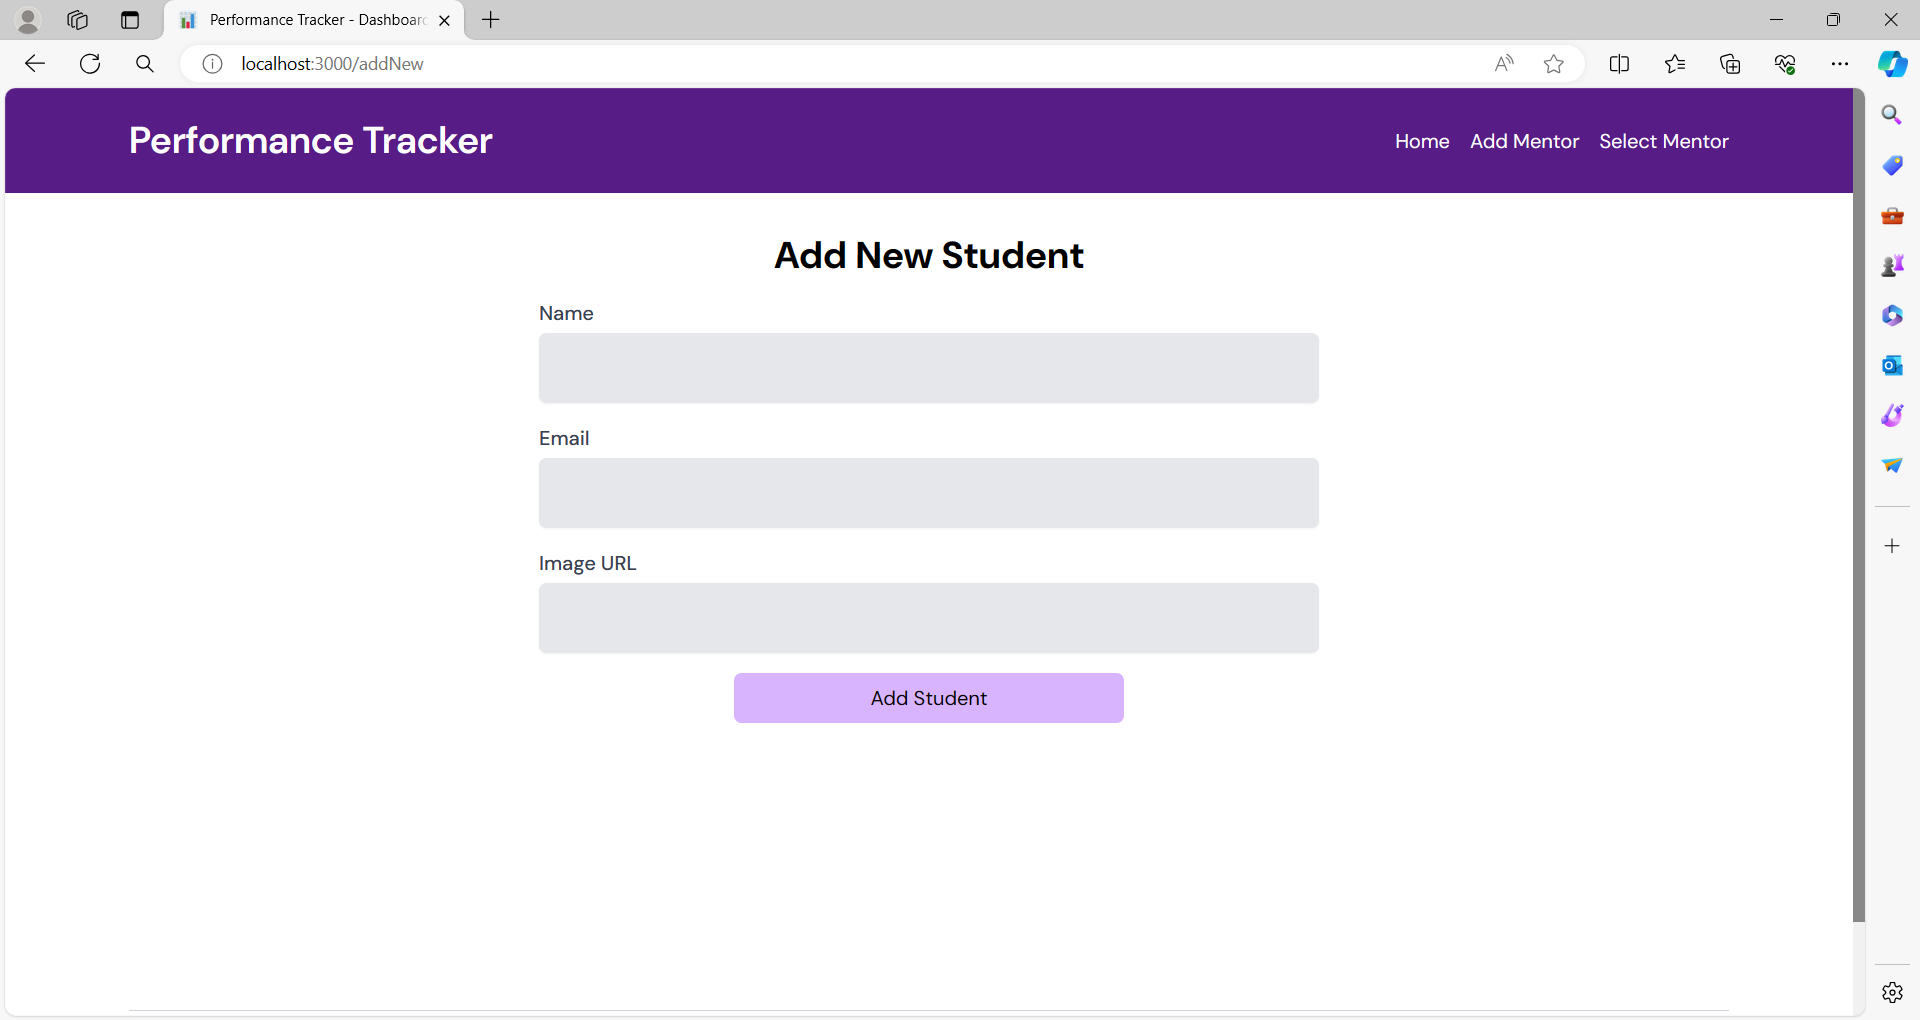 Performance Tracker - Dashboard
localhost:3000/addNew
Performance Tracker
Home Add Mentor Select Mentor
Add New Student
Name
Email
Image URL
Add Student